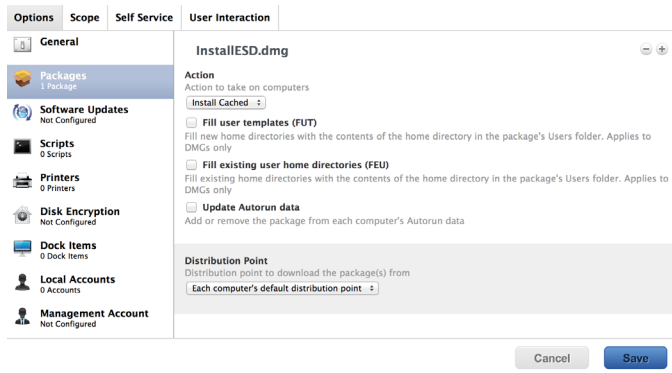 Options Scope Self Service User Interaction
General
Packages
1 Package
Software Updates
Not Configured
Scripts
0 Scripts
Printers
0 Printers
Disk Encryption
Not Configured
Dock Items
0 Dock Items
Local Accounts
0 Accounts
Management Account
Not Configured
InstallESD.dmg
Action
Action to take on computers
Install Cached
Fill user templates (FUT)
Fill new home directories with the contents of the home directory in the package's Users folder. Applies to
DMGs only
Fill existing user home directories (FEU)
Fill existing home directories with the contents of the home directory in the package's Users folder. Applies to
DMGs only
Update Autorun data
Add or remove the package from each computer's Autorun data
Distribution Point
Distribution point to download the package(s) from
Each computer's default distribution point
Cancel Save